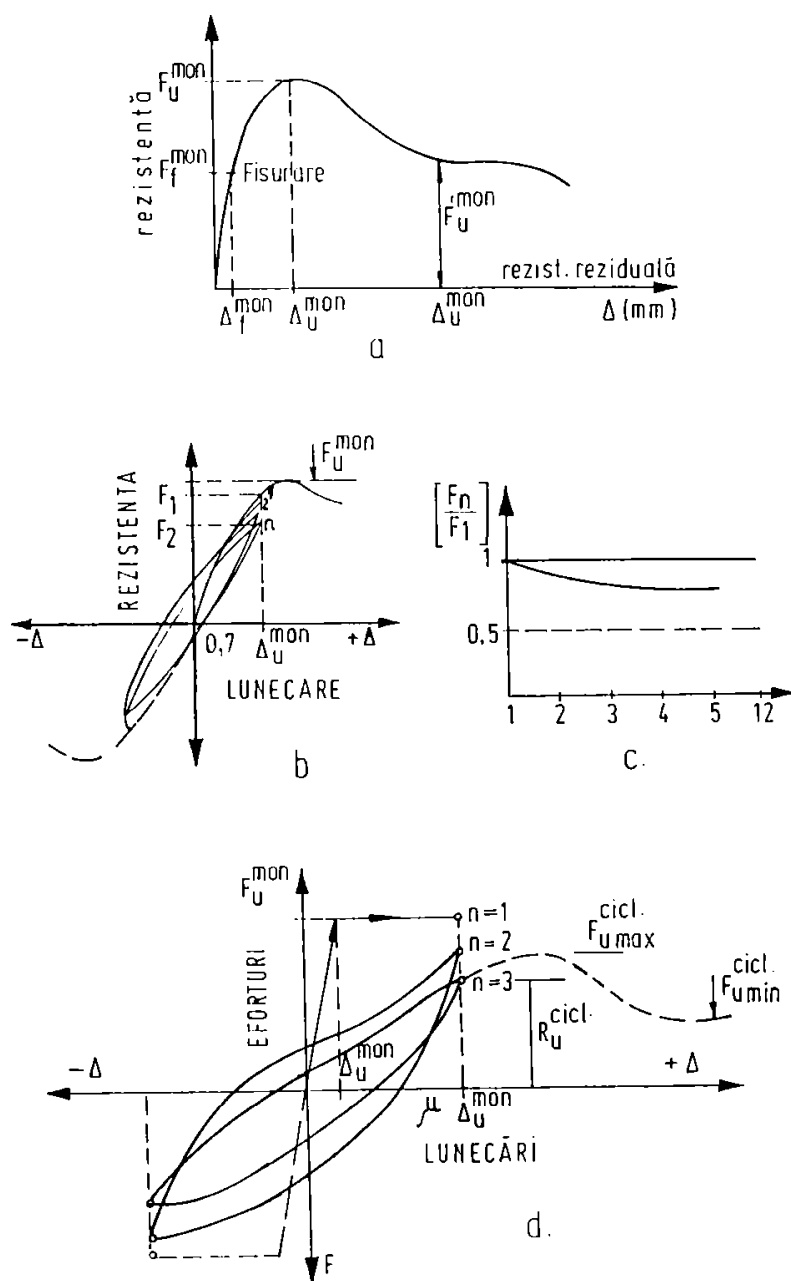 rezistentă
F_u^mon
F_f^mon
Fisurare
F'_u^mon
rezist. reziduală
Δ_f^mon Δ_u^mon Δ_u^mon Δ (mm)
a
REZISTENTA
F_u^mon
F_1
F_2
2
n
-Δ 0,7 Δ_u^mon +Δ
LUNECARE
b
[F_n/F_1]
1
0,5
1 2 3 4 5 12
c.
F_u^mon
EFORTURI
n=1
n=2
n=3
F_u max^cicl.
F_u min^cicl.
R_u^cicl.
Δ_u^mon
-Δ +Δ
μ Δ_u^mon
LUNECĂRI
F
d.